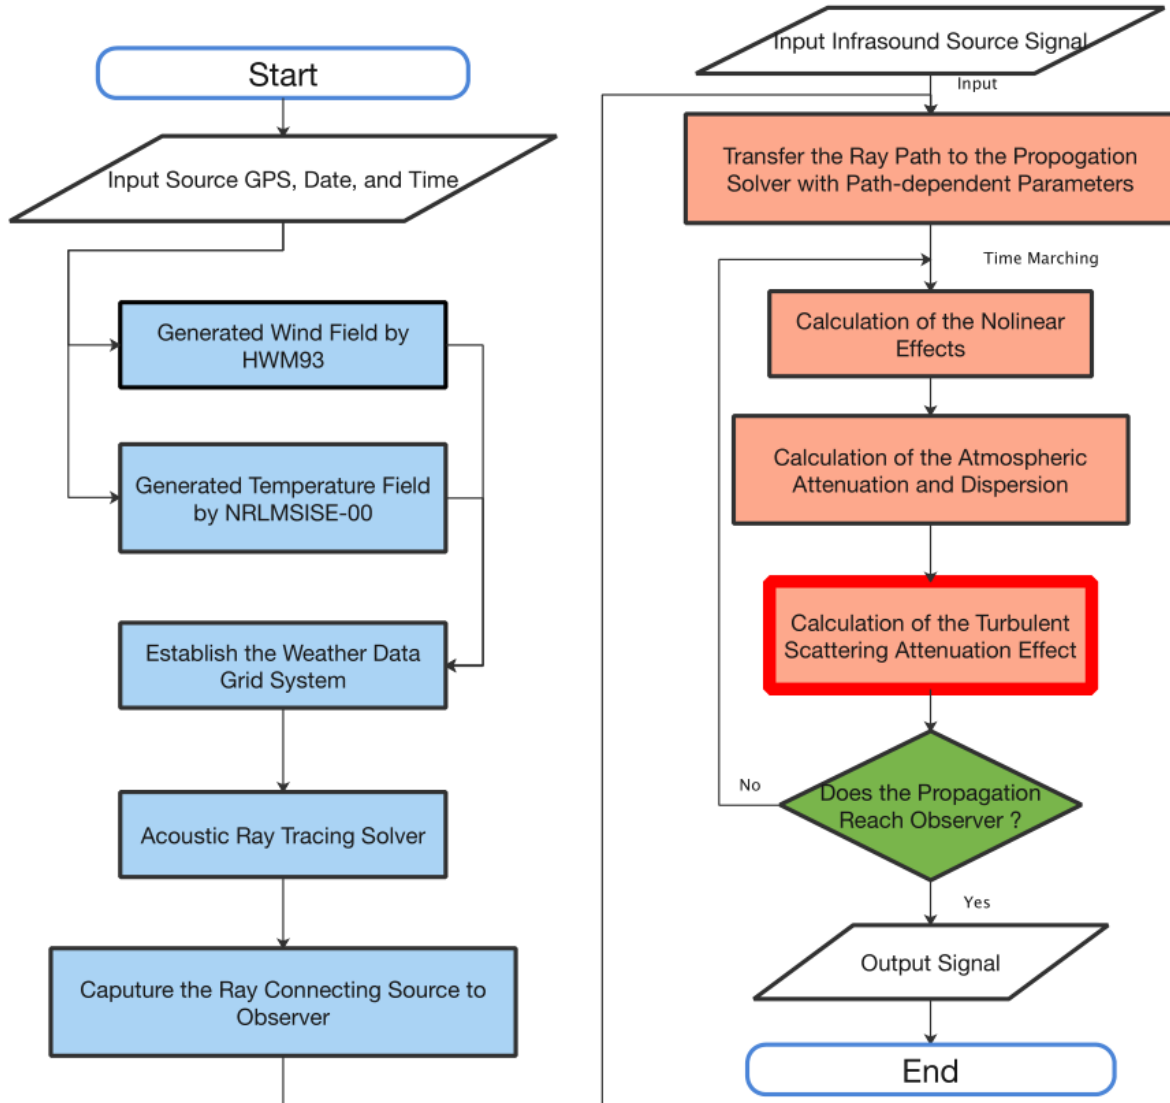 Start
Input Source GPS, Date, and Time
Generated Wind Field by
HWM93
Generated Temperature Field
by NRLMSISE-00
Establish the Weather Data
Grid System
Acoustic Ray Tracing Solver
Caputure the Ray Connecting Source to
Observer
Input Infrasound Source Signal
Input
Transfer the Ray Path to the Propogation
Solver with Path-dependent Parameters
Time Marching
Calculation of the Nolinear
Effects
Calculation of the Atmospheric
Attenuation and Dispersion
Calculation of the Turbulent
Scattering Attenuation Effect
No
Does the Propagation
Reach Observer ?
Yes
Output Signal
End